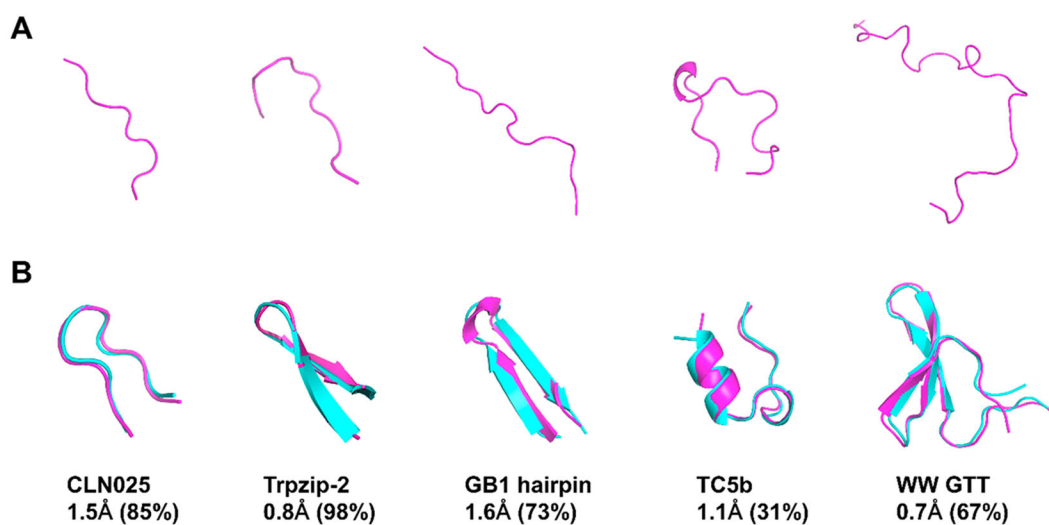 A
B
CLN025
1.5Å (85%)
Trpzip-2
0.8Å (98%)
GB1 hairpin
1.6Å (73%)
TC5b
1.1Å (31%)
WW GTT
0.7Å (67%)